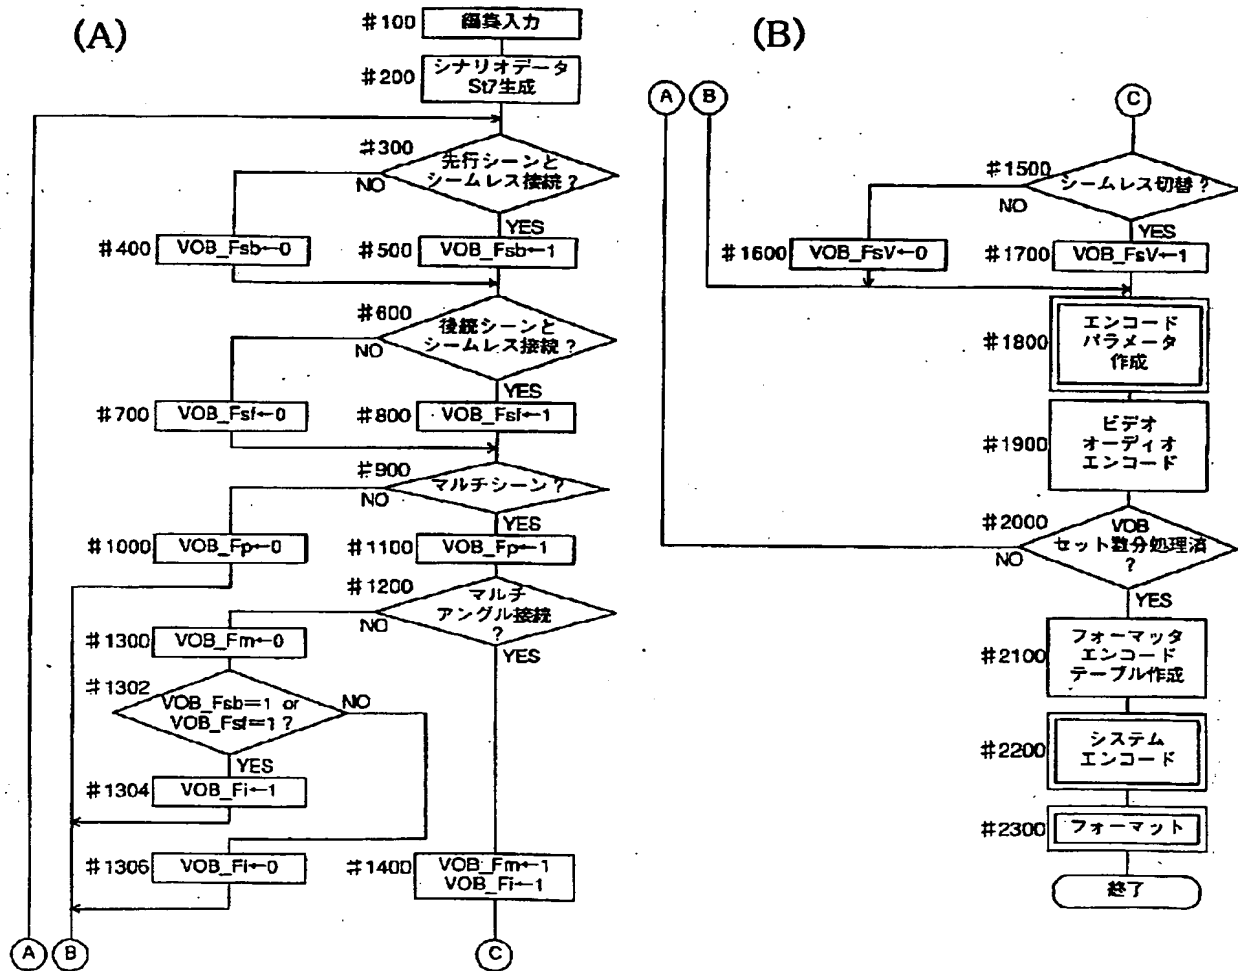 (A)
#100
編集入力
#200
シナリオデータ
St7生成
#300
先行シーンと
シームレス接続?
NO
YES
#400
VOB_Fsb←0
#500
VOB_Fsb←1
#600
後続シーンと
シームレス接続?
NO
YES
#700
VOB_Fsf←0
#800
VOB_Fsf←1
#900
マルチシーン?
NO
YES
#1000
VOB_Fp←0
#1100
VOB_Fp←1
#1200
マルチ
アングル接続
?
NO
YES
#1300
VOB_Fm←0
#1302
VOB_Fsb=1 or
VOB_Fsf=1?
NO
YES
#1304
VOB_Fi←1
#1306
VOB_Fi←0
#1400
VOB_Fm←1
VOB_Fi←1
A
B
C
(B)
A
B
C
#1500
シームレス切替?
NO
YES
#1600
VOB_FsV←0
#1700
VOB_FsV←1
#1800
エンコード
パラメータ
作成
#1900
ビデオ
オーディオ
エンコード
#2000
VOB
セット数分処理済
?
NO
YES
#2100
フォーマッタ
エンコード
テーブル作成
#2200
システム
エンコード
#2300
フォーマット
終了